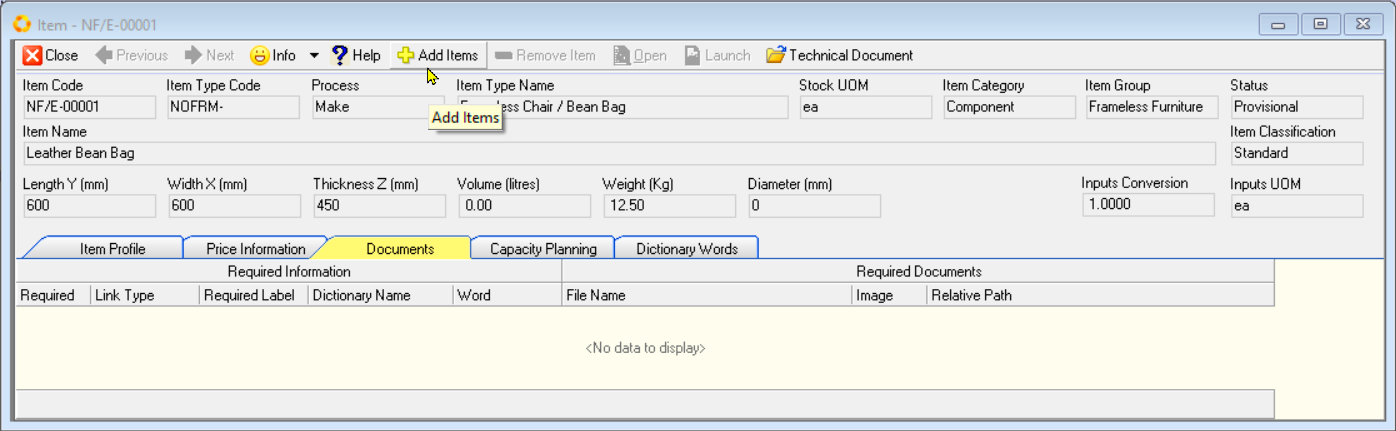 Item - NF/E-00001
Close Previous Next Info Help Add Items Remove Item Open Launch Technical Document
Item Code Item Type Code Process Item Type Name Stock UOM Item Category Item Group Status
NF/E-00001 NOFRM- Make less Chair / Bean Bag ea Component Frameless Furniture Provisional
Add Items
Item Name Item Classification
Leather Bean Bag Standard
Length Y (mm) Width X (mm) Thickness Z (mm) Volume (litres) Weight (Kg) Diameter (mm) Inputs Conversion Inputs UOM
600 600 450 0.00 12.50 0 1.0000 ea
Item Profile Price Information Documents Capacity Planning Dictionary Words
Required Information Required Documents
Required Link Type Required Label Dictionary Name Word File Name Image Relative Path
<No data to display>